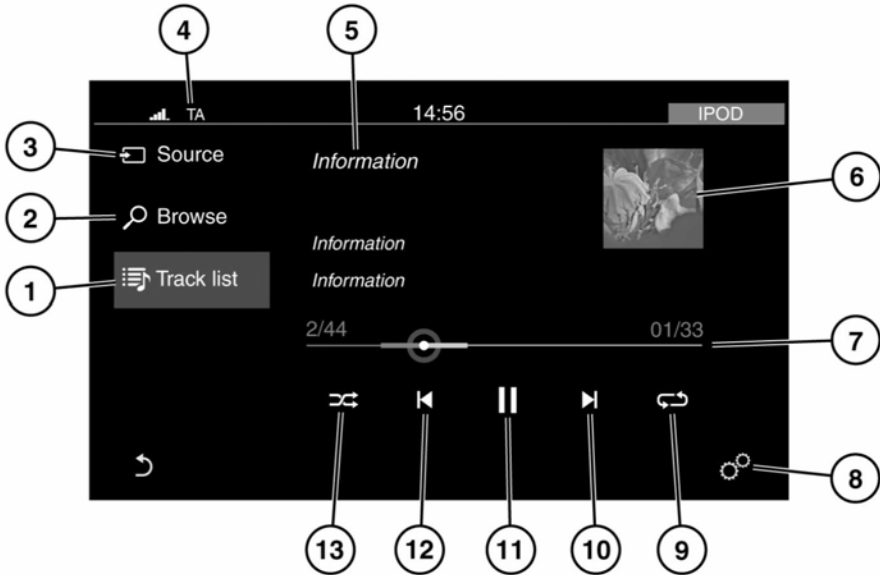 4 5
TA 14:56 IPOD
3 Source Information 6
2 Browse
Information
1 Track list Information
2/44 01/33 7
8
13 12 11 10 9